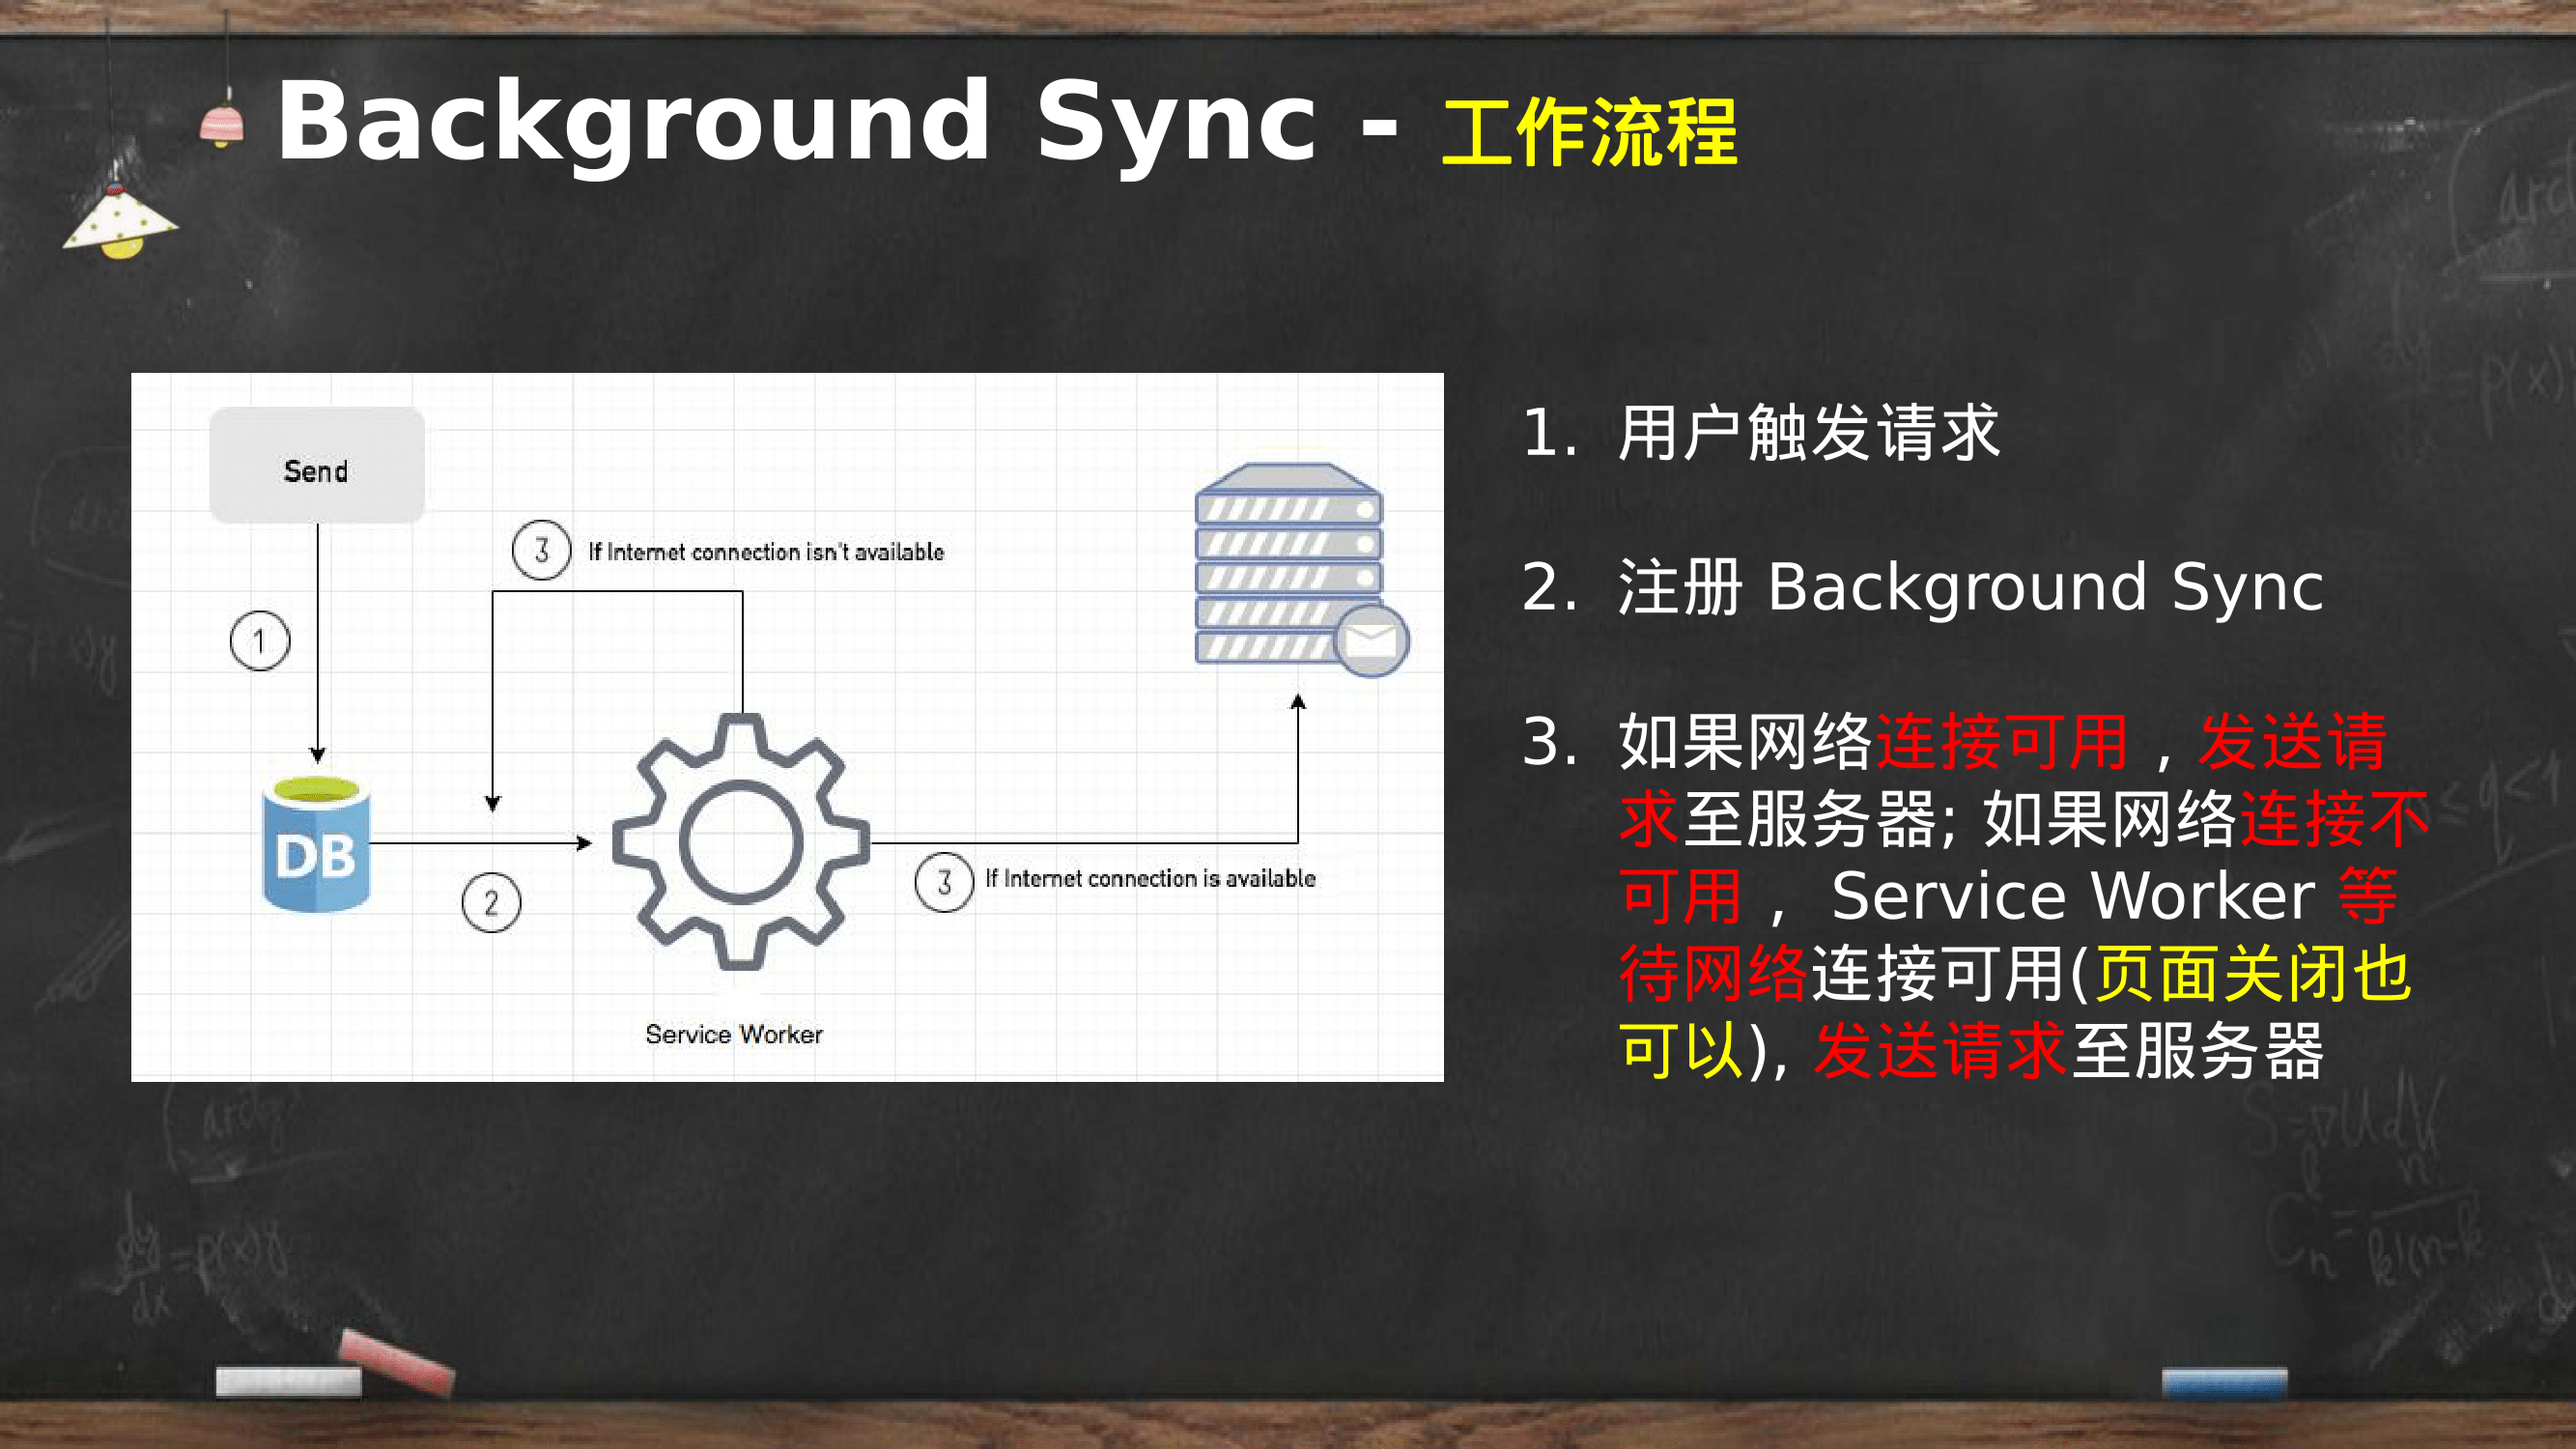 Background Sync - 工作流程
Send
3 If Internet connection isn't available
1
DB
2
3 If Internet connection is available
Service Worker
1. 用户触发请求
2. 注册 Background Sync
3. 如果网络连接可用，发送请
求至服务器; 如果网络连接不
可用， Service Worker 等
待网络连接可用(页面关闭也
可以), 发送请求至服务器